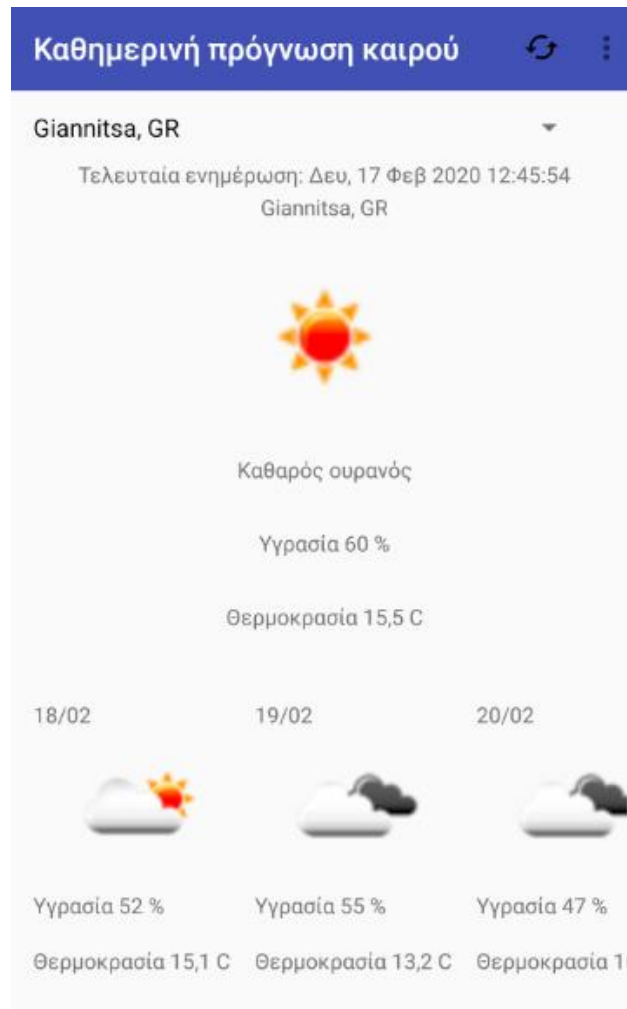 Καθημερινή πρόγνωση καιρού
Giannitsa, GR
Τελευταία ενημέρωση: Δευ, 17 Φεβ 2020 12:45:54
Giannitsa, GR
Καθαρός ουρανός
Υγρασία 60 %
Θερμοκρασία 15,5 C
18/02 19/02 20/02
Υγρασία 52 % Υγρασία 55 % Υγρασία 47 %
Θερμοκρασία 15,1 C Θερμοκρασία 13,2 C Θερμοκρασία